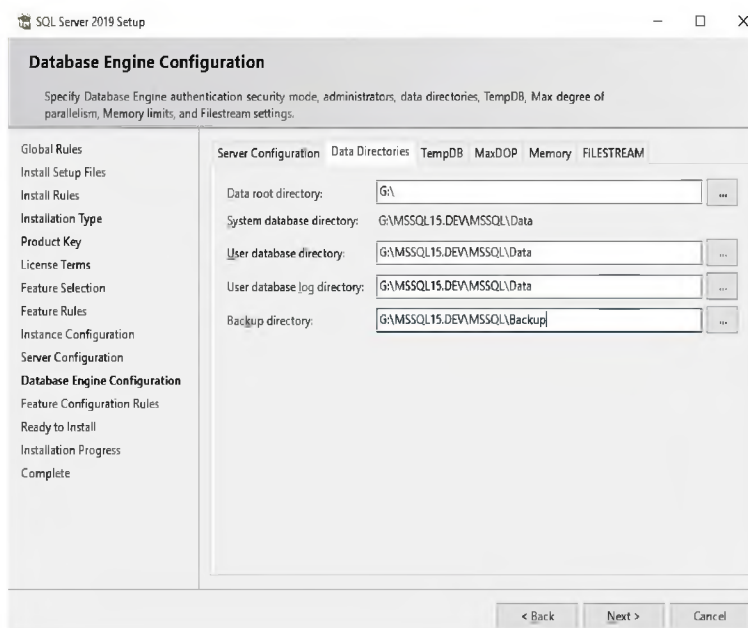 SQL Server 2019 Setup
Database Engine Configuration
Specify Database Engine authentication security mode, administrators, data directories, TempDB, Max degree of
parallelism, Memory limits, and Filestream settings.
Global Rules
Install Setup Files
Install Rules
Installation Type
Product Key
License Terms
Feature Selection
Feature Rules
Instance Configuration
Server Configuration
Database Engine Configuration
Feature Configuration Rules
Ready to Install
Installation Progress
Complete
Server Configuration Data Directories TempDB MaxDOP Memory FILESTREAM
Data root directory: G:\ ...
System database directory: G:\MSSQL15.DEV\MSSQL\Data
User database directory: G:\MSSQL15.DEV\MSSQL\Data ...
User database log directory: G:\MSSQL15.DEV\MSSQL\Data ...
Backup directory: G:\MSSQL15.DEV\MSSQL\Backup ...
< Back Next > Cancel